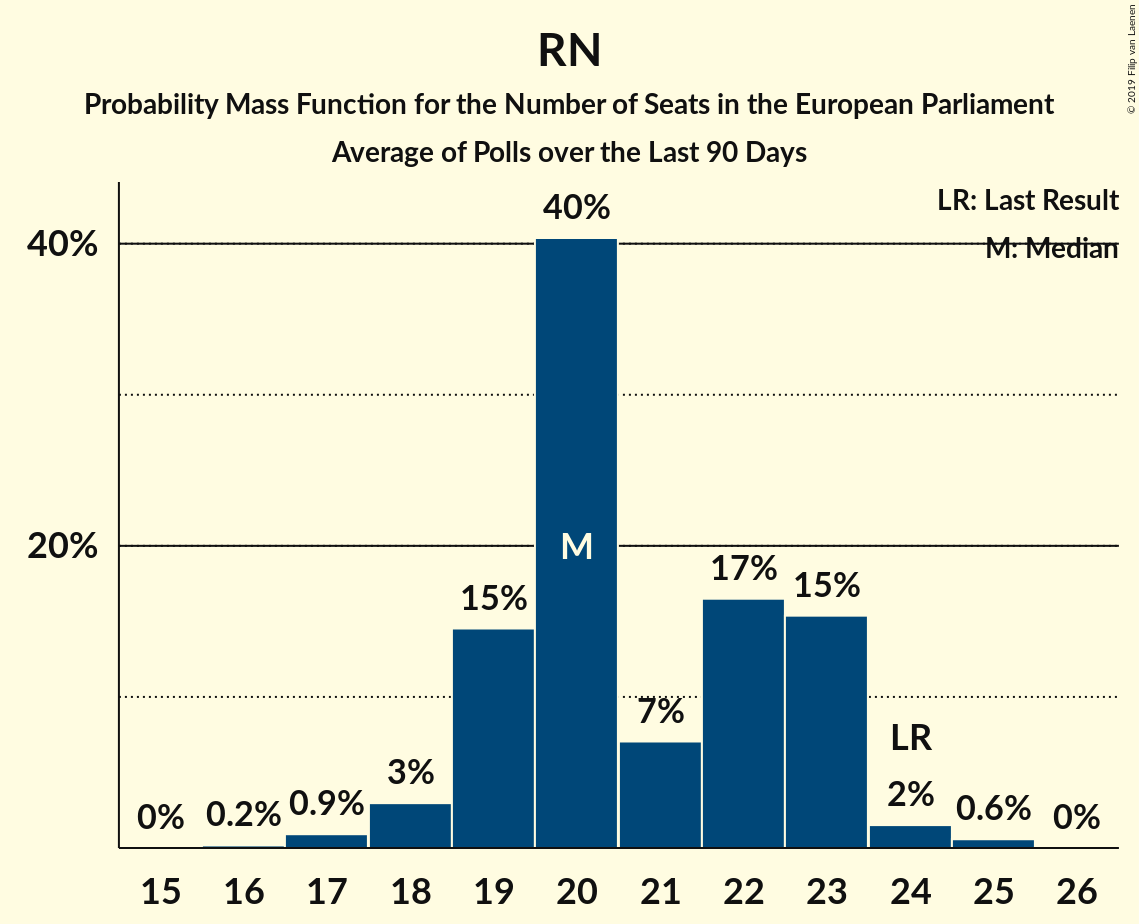 RN
Probability Mass Function for the Number of Seats in the European Parliament
Average of Polls over the Last 90 Days
© 2019 Filip van Laenen
LR: Last Result
M: Median
40%
20%
0%
0.2%
0.9%
3%
15%
40%
M
7%
17%
15%
LR
2%
0.6%
0%
15 16 17 18 19 20 21 22 23 24 25 26